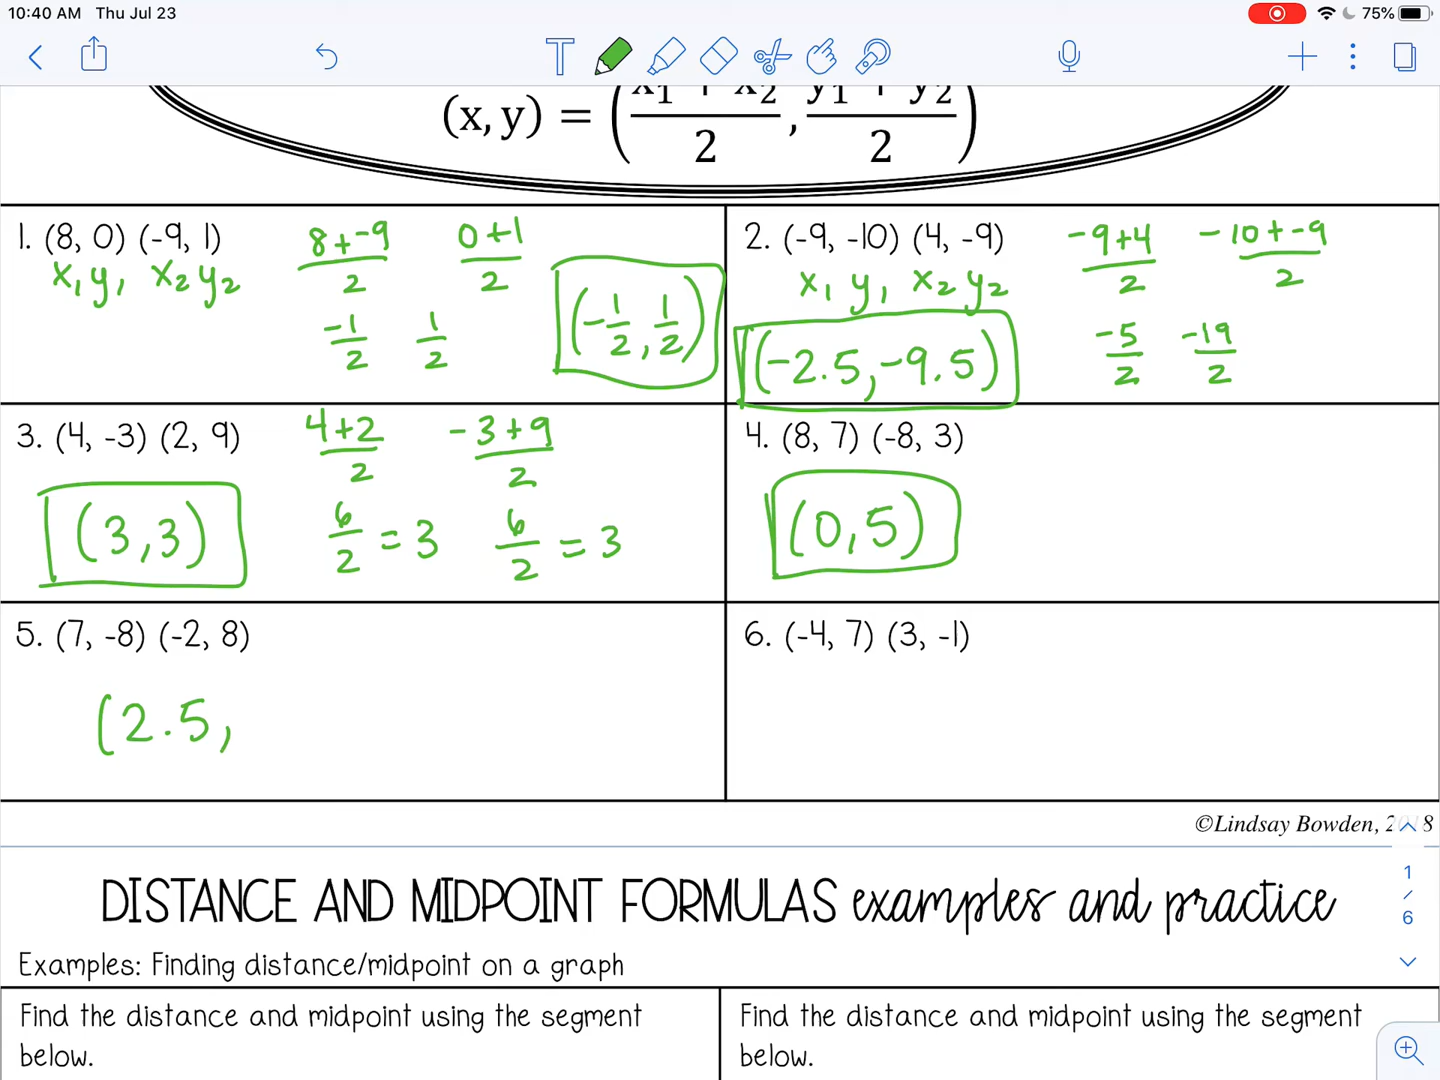 10:40 AM Thu Jul 23
75%
(x, y) = (x₁ + x₂ / 2 , y₁ + y₂ / 2)
1. (8, 0) (-9, 1)
x₁ y₁ x₂ y₂
8 + -9 / 2
0 + 1 / 2
-1/2 1/2
(-1/2, 1/2)
2. (-9, -10) (4, -9)
x₁ y₁ x₂ y₂
-9 + 4 / 2
-10 + -9 / 2
-5/2 -19/2
(-2.5, -9.5)
3. (4, -3) (2, 9)
4 + 2 / 2
-3 + 9 / 2
6/2 = 3 6/2 = 3
(3, 3)
4. (8, 7) (-8, 3)
(0, 5)
5. (7, -8) (-2, 8)
(2.5,
6. (-4, 7) (3, -1)
©Lindsay Bowden, 2018
1 / 6
DISTANCE AND MIDPOINT FORMULAS examples and practice
Examples: Finding distance/midpoint on a graph
Find the distance and midpoint using the segment
below.
Find the distance and midpoint using the segment
below.